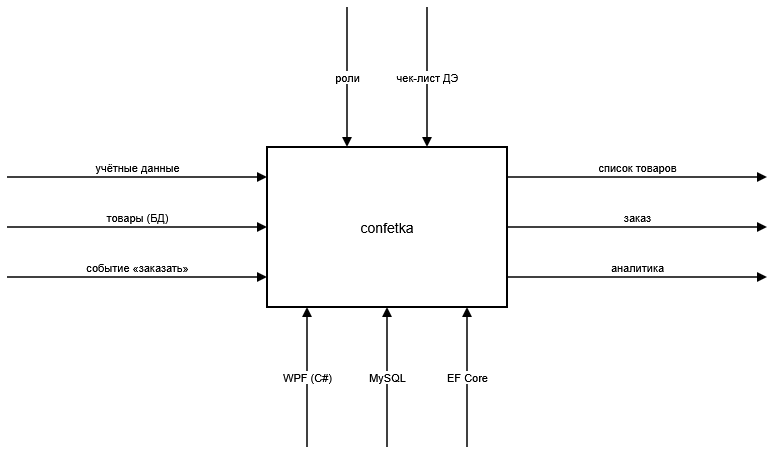 роли
чек-лист ДЭ
учётные данные
список товаров
товары (БД)
заказ
confetka
событие «заказать»
аналитика
WPF (C#)
MySQL
EF Core